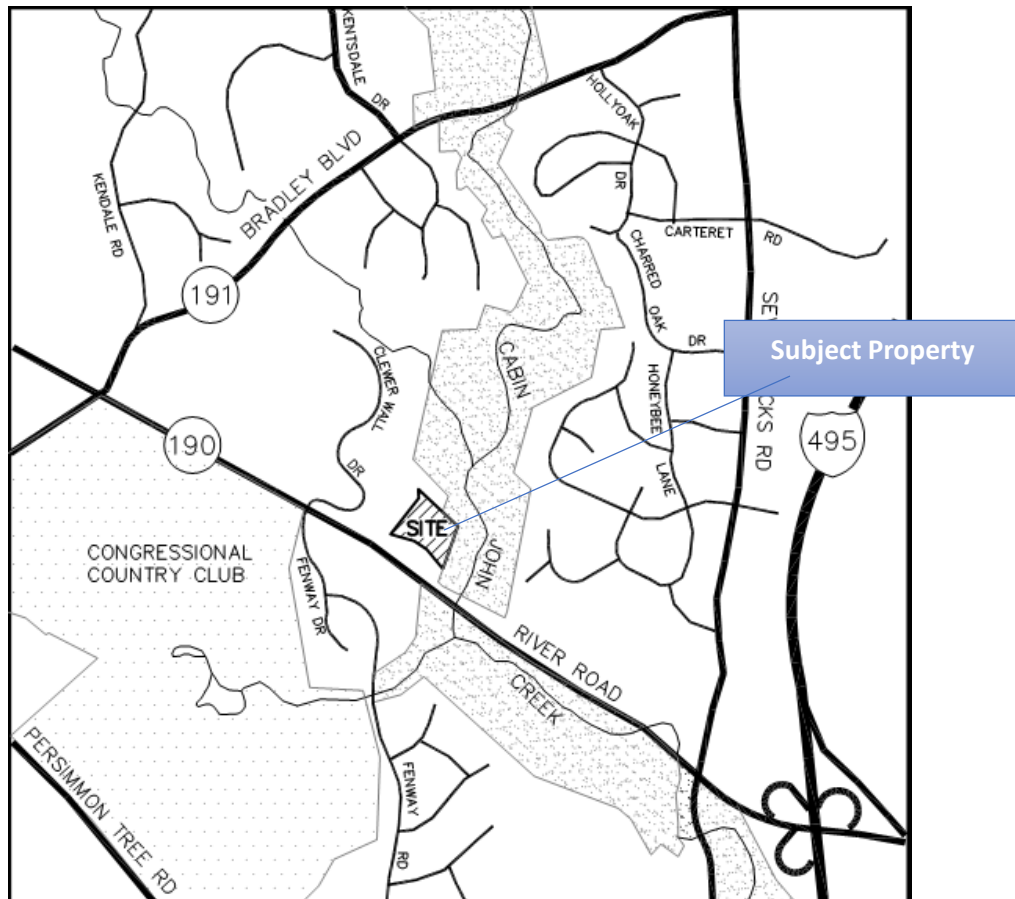 KENTSDALE
DR
HOLLYOAK
DR
BRADLEY BLVD
KENDALE RD
CARTERET RD
CHARRED
OAK
DR
191
Subject Property
CLEWER WALL
DR
CABIN
HONEYBEE
LANE
190
495
SITE
JOHN
CONGRESSIONAL
COUNTRY CLUB
FENWAY DR
RIVER ROAD
CREEK
PERSIMMON TREE RD
FENWAY
RD